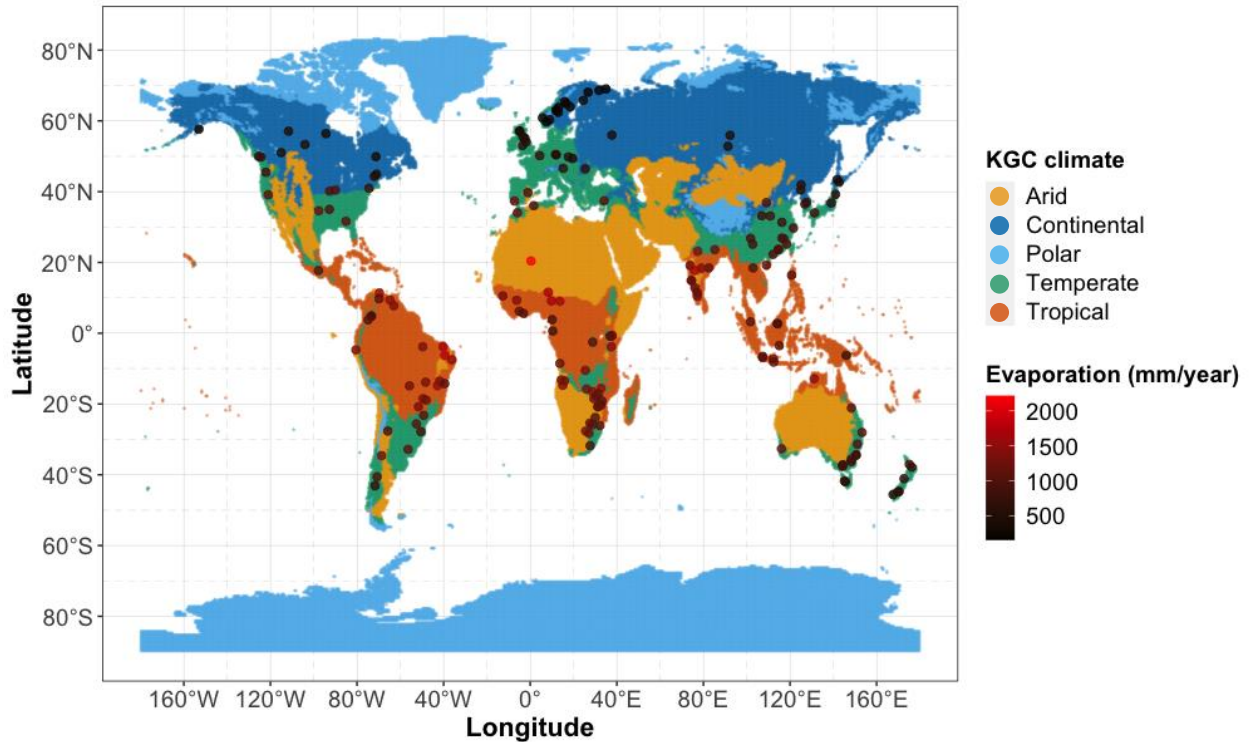 80°N
60°N
40°N
20°N
0°
20°S
40°S
60°S
80°S
Latitude
160°W 120°W 80°W 40°W 0° 40°E 80°E 120°E 160°E
Longitude
KGC climate
Arid
Continental
Polar
Temperate
Tropical
Evaporation (mm/year)
2000
1500
1000
500